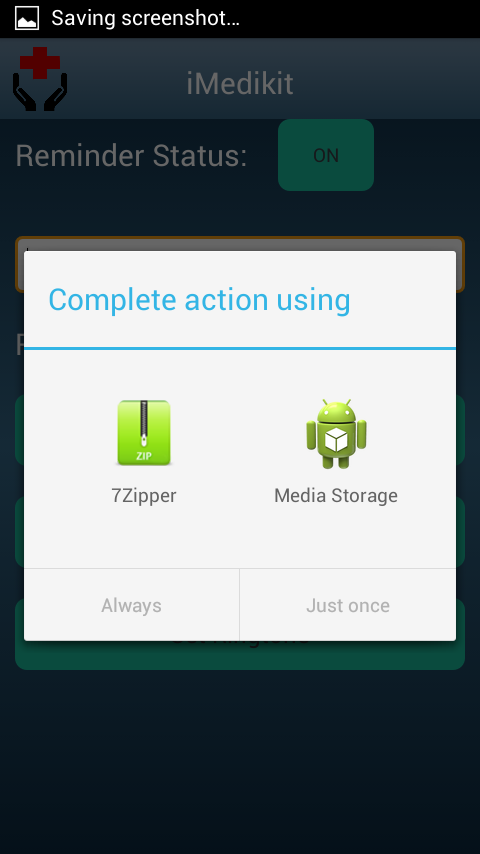 Saving screenshot...
iMedikit
Reminder Status:
ON
Complete action using
ZIP
7Zipper
Media Storage
Always
Just once